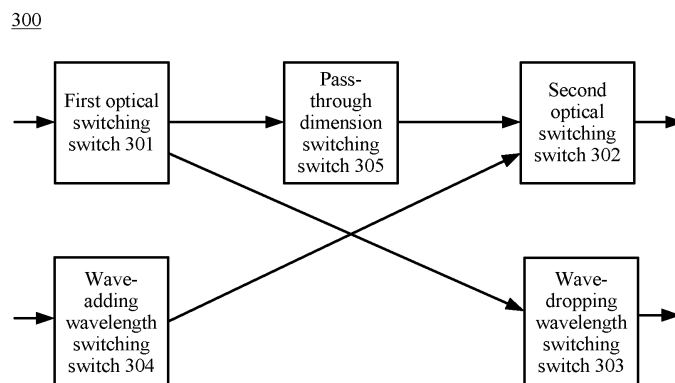 300
First optical
switching
switch 301
Pass-
through
dimension
switching
switch 305
Second
optical
switching
switch 302
Wave-
adding
wavelength
switching
switch 304
Wave-
dropping
wavelength
switching
switch 303